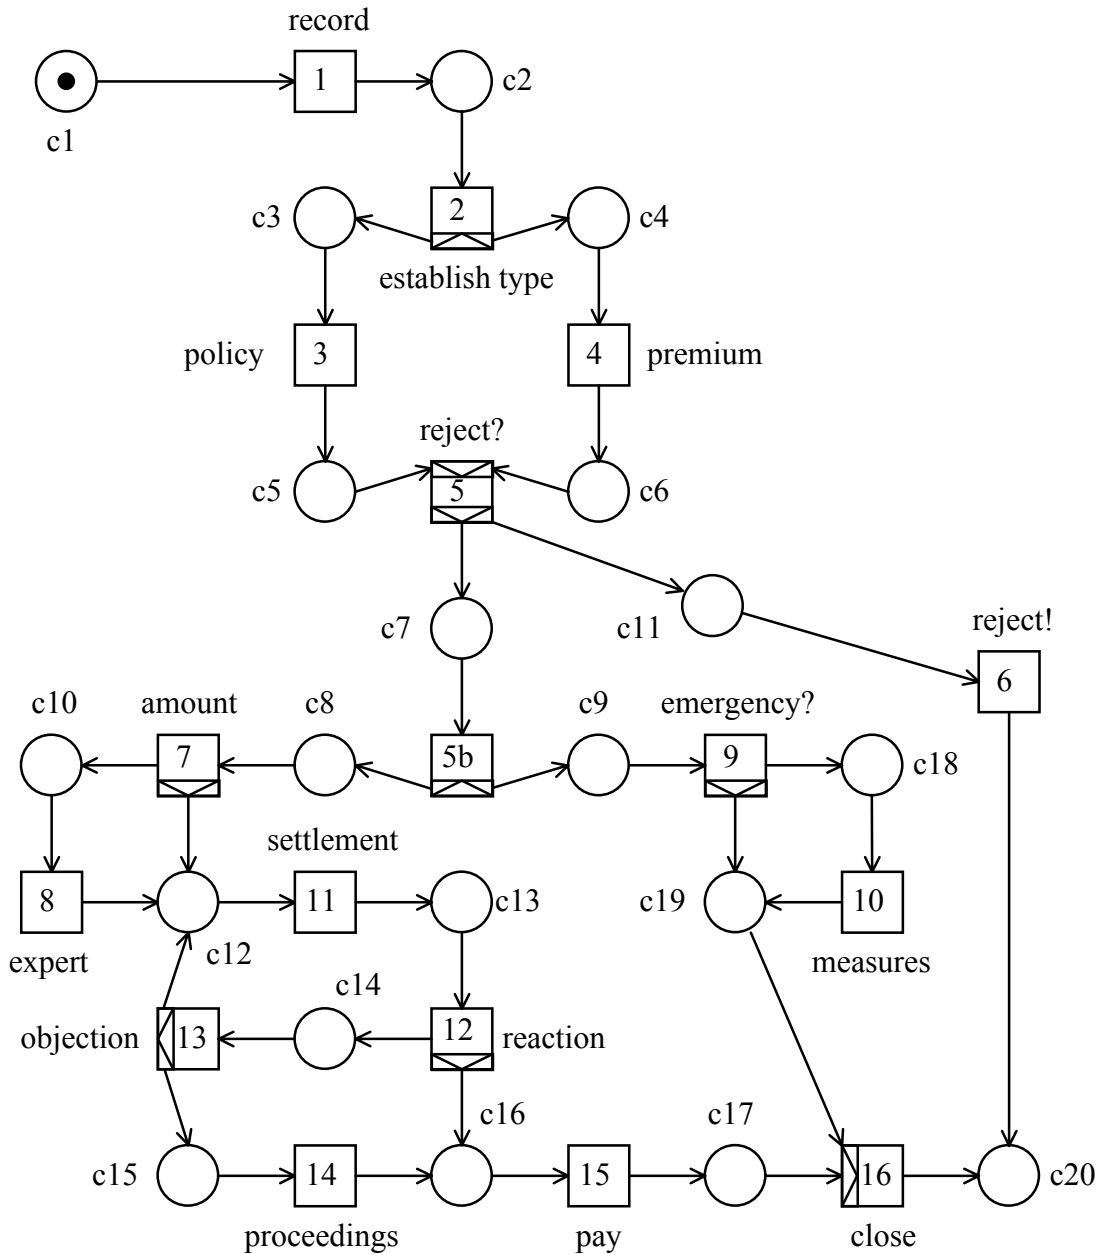 record
1
c2
c1
c3
2
c4
establish type
policy
3
4
premium
reject?
c5
5
c6
c7
c11
reject!
6
c10
amount
c8
c9
emergency?
7
5b
9
c18
settlement
8
11
c13
c19
10
expert
c12
measures
c14
objection
13
12
reaction
c16
c17
c15
14
15
16
c20
proceedings
pay
close